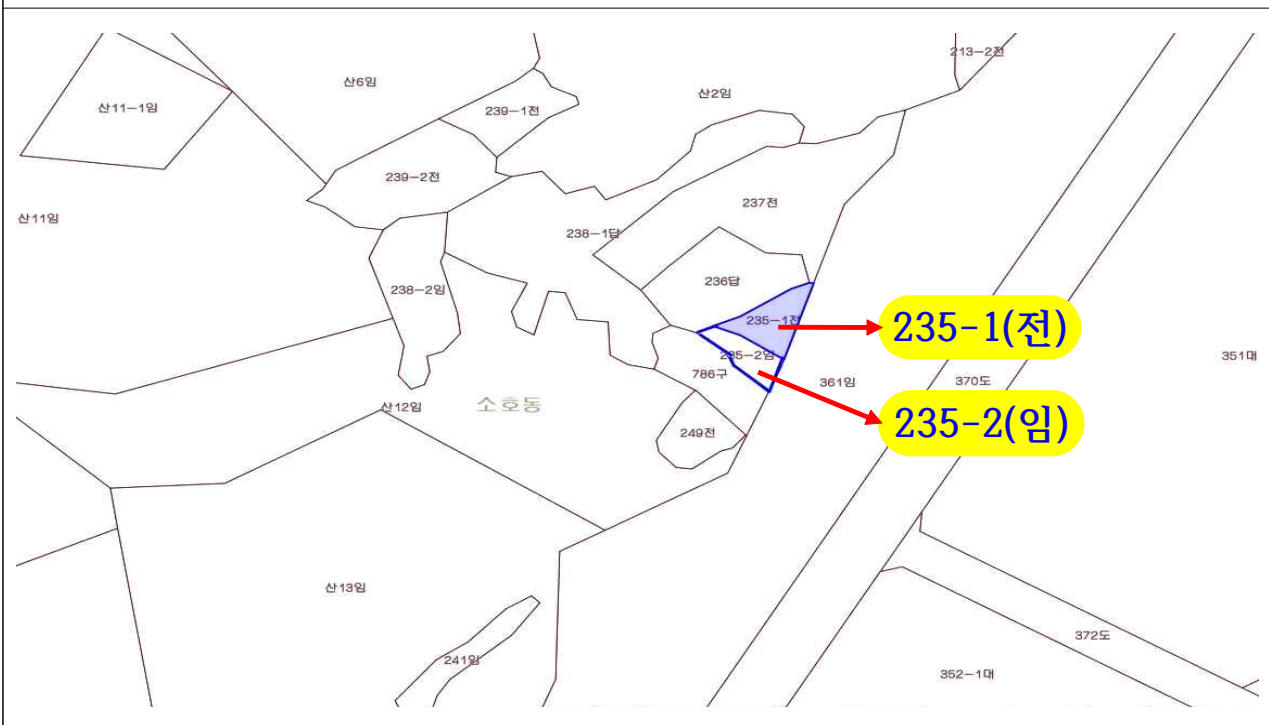 213-2전
산6임
산2임
산11-1임
239-1전
239-2전
237전
산11임
238-1답
236답
238-2임
235-1전
235-1(전)
235-2임
351대
786구
361임
370도
산12임
소호동
235-2(임)
249전
산13임
372도
241임
352-1대